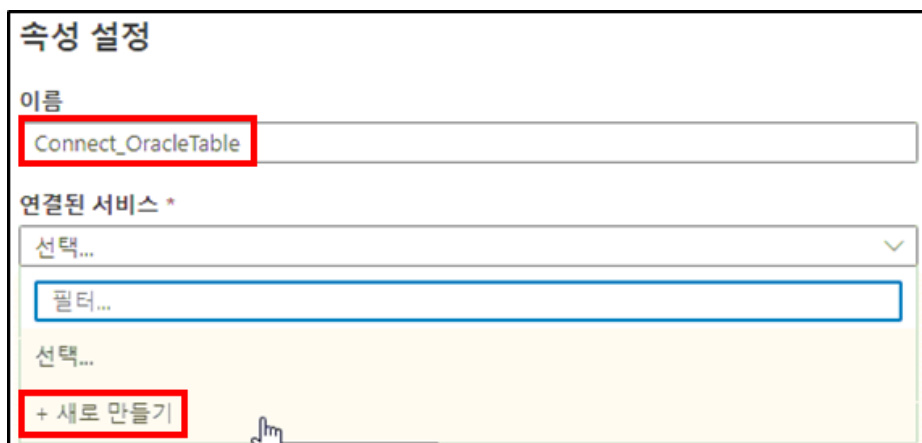 속성 설정
이름
Connect_OracleTable
연결된 서비스 *
선택...
필터...
선택...
+ 새로 만들기